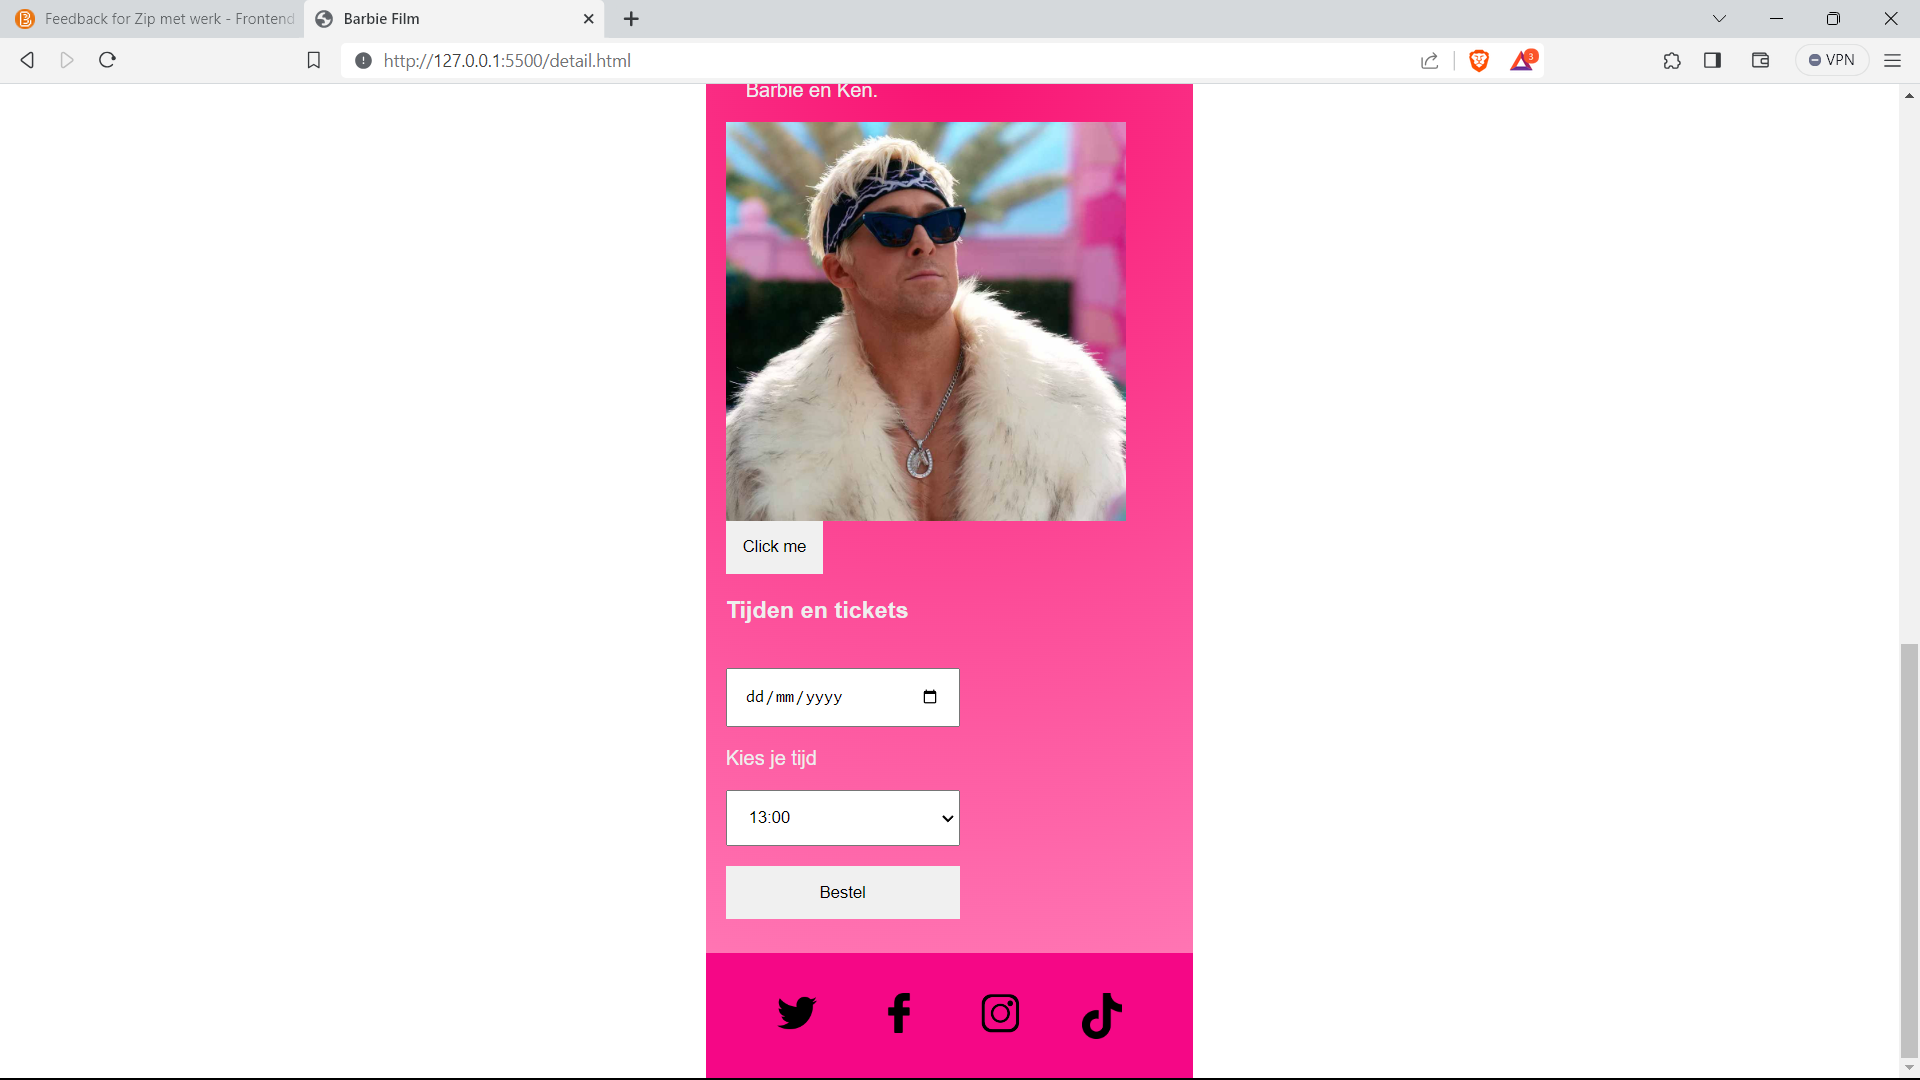 Feedback for Zip met werk - Frontend
Barbie Film
http://127.0.0.1:5500/detail.html
3
VPN
Barbie en Ken.
Click me
Tijden en tickets
dd/mm/yyyy
Kies je tijd
13:00
Bestel